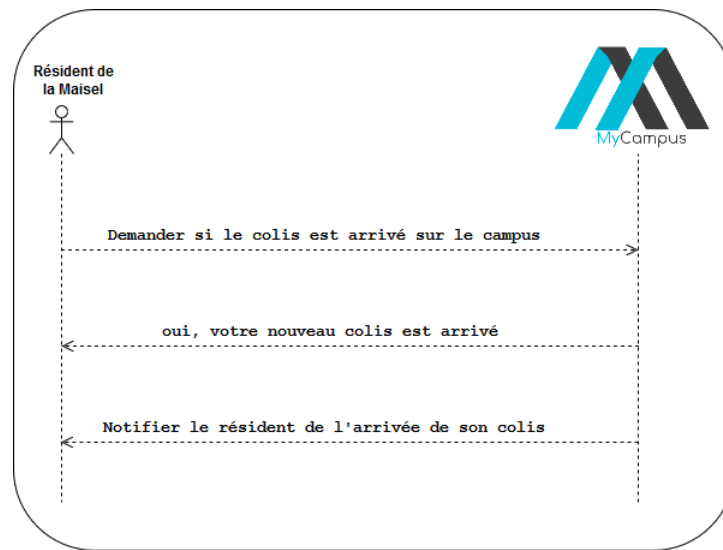 Résident de
la Maisel
MyCampus
Demander si le colis est arrivé sur le campus
oui, votre nouveau colis est arrivé
Notifier le résident de l'arrivée de son colis